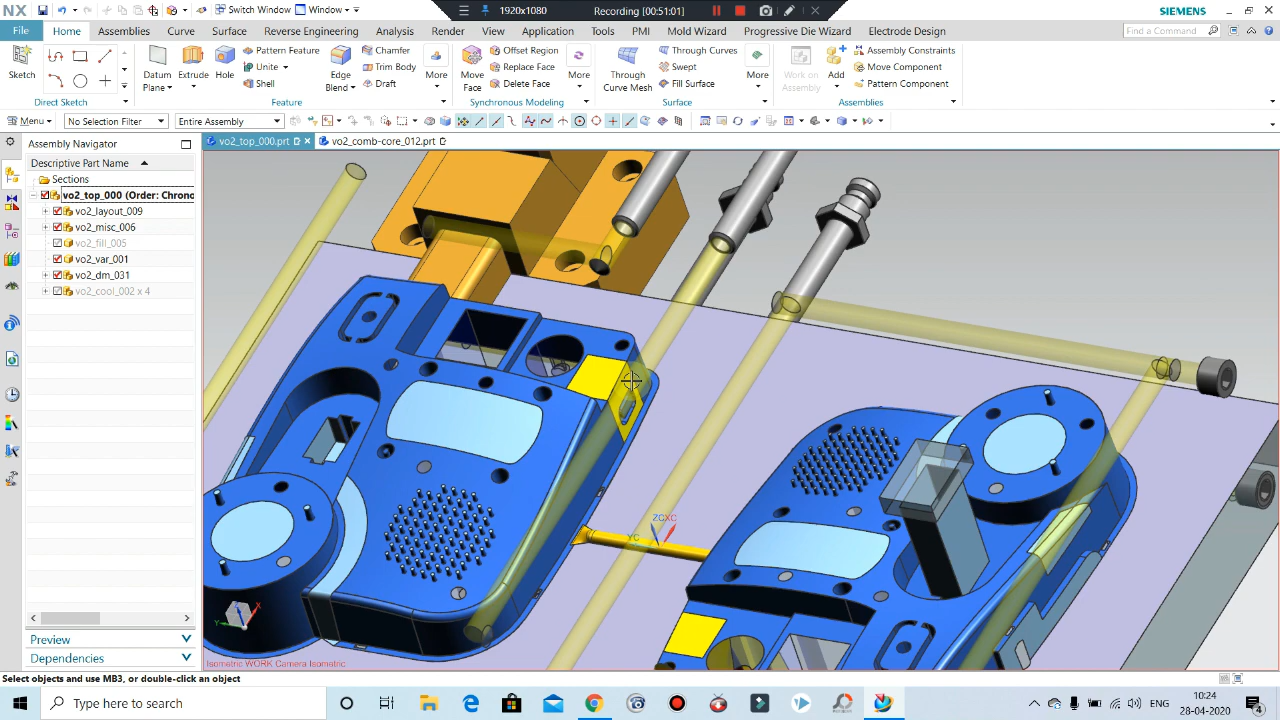 NX
Switch Window
Window
1920x1080
Recording [00:51:01]
SIEMENS
File
Home
Assemblies
Curve
Surface
Reverse Engineering
Analysis
Render
View
Application
Tools
PMI
Mold Wizard
Progressive Die Wizard
Electrode Design
Find a Command
Sketch
Datum Plane
Extrude
Hole
Pattern Feature
Unite
Shell
Edge Blend
Chamfer
Trim Body
Draft
More
Move Face
Offset Region
Replace Face
Delete Face
More
Through Curve Mesh
Through Curves
Swept
Fill Surface
More
Work on Assembly
Add
Assembly Constraints
Move Component
Pattern Component
Direct Sketch
Feature
Synchronous Modeling
Surface
Assemblies
Menu
No Selection Filter
Entire Assembly
Assembly Navigator
vo2_top_000.prt
vo2_comb-core_012.prt
Descriptive Part Name
Sections
vo2_top_000 (Order: Chrono
vo2_layout_009
vo2_misc_006
vo2_fill_005
vo2_var_001
vo2_dm_031
vo2_cool_002 x 4
ZC
XC
YC
X
Y
Preview
Dependencies
Isometric WORK Camera Isometric
Select objects and use MB3, or double-click an object
Type here to search
ENG
10:24
28-04-2020
4